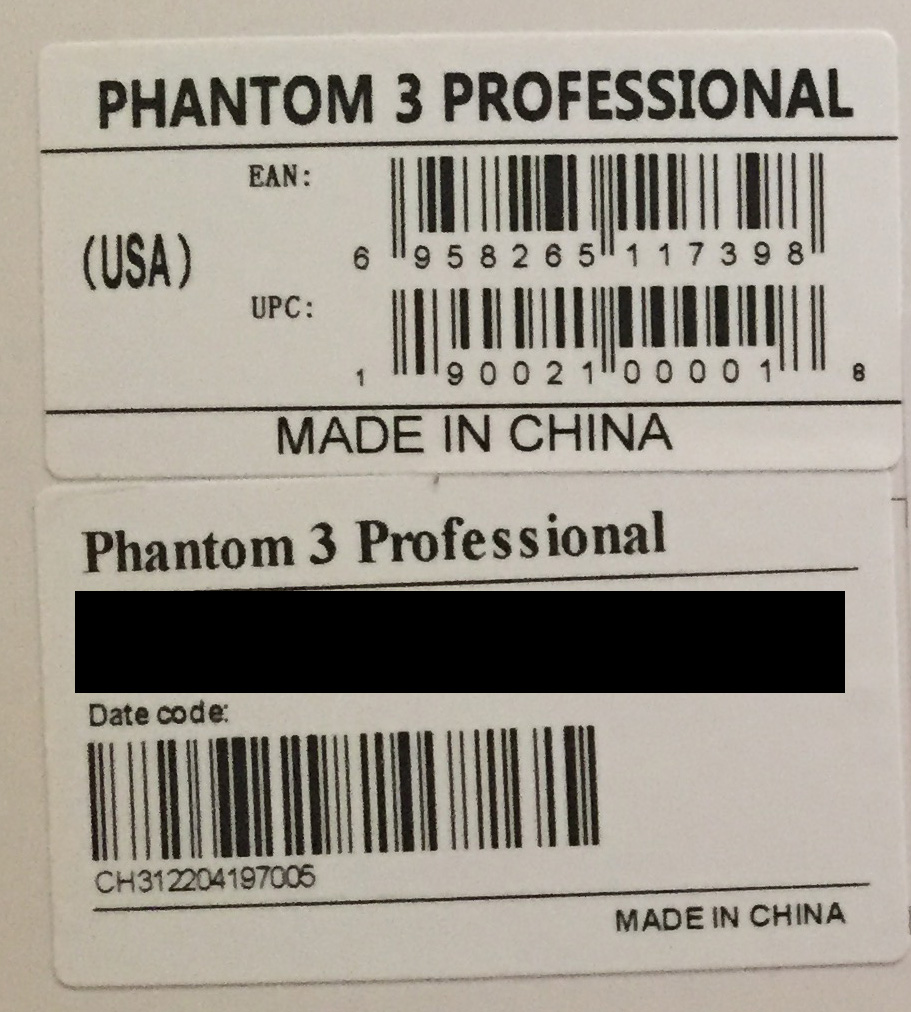 PHANTOM 3 PROFESSIONAL
EAN:
(USA)
6 958265 117398
UPC:
1 90021 00001 8
MADE IN CHINA
Phantom 3 Professional
Date code:
CH312204197005
MADE IN CHINA